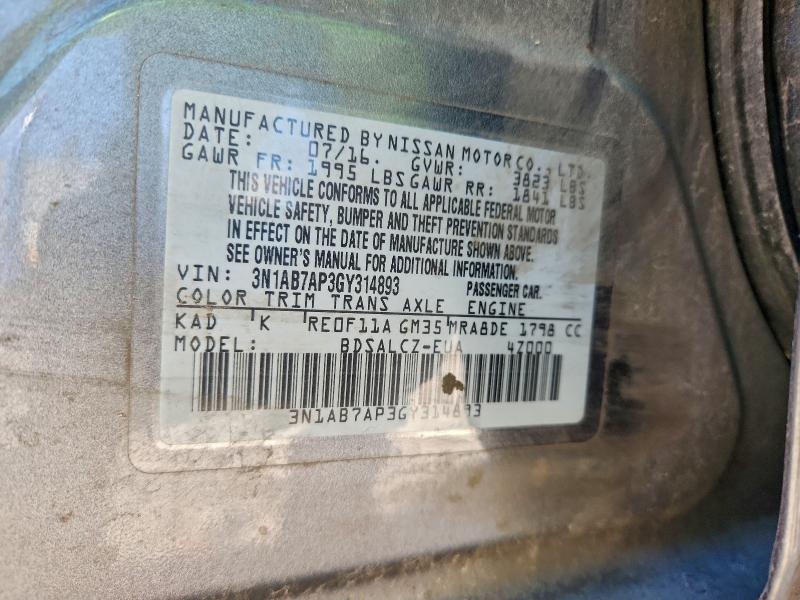 MANUFACTURED BY NISSAN MOTOR CO., LTD.
DATE: 07/16. GVWR: 3823 LBS
GAWR FR: 1995 LBS GAWR RR: 1841 LBS
THIS VEHICLE CONFORMS TO ALL APPLICABLE FEDERAL MOTOR
VEHICLE SAFETY, BUMPER AND THEFT PREVENTION STANDARDS
IN EFFECT ON THE DATE OF MANUFACTURE SHOWN ABOVE.
SEE OWNER'S MANUAL FOR ADDITIONAL INFORMATION.
VIN: 3N1AB7AP3GY314893 PASSENGER CAR.
COLOR TRIM TRANS AXLE ENGINE
KAD K RE0F11A GM35 MRA8DE 1798 CC
MODEL: BDSALCZ-EUA 4Z000
3N1AB7AP3GY314893